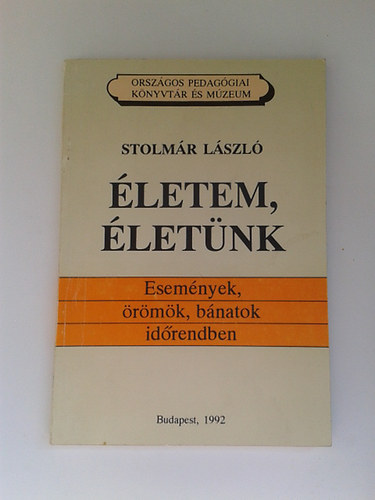 ORSZÁGOS PEDAGÓGIAI
KÖNYVTÁR ÉS MÚZEUM
STOLMÁR LÁSZLÓ
ÉLETEM,
ÉLETÜNK
Események,
örömök, bánatok
időrendben
Budapest, 1992